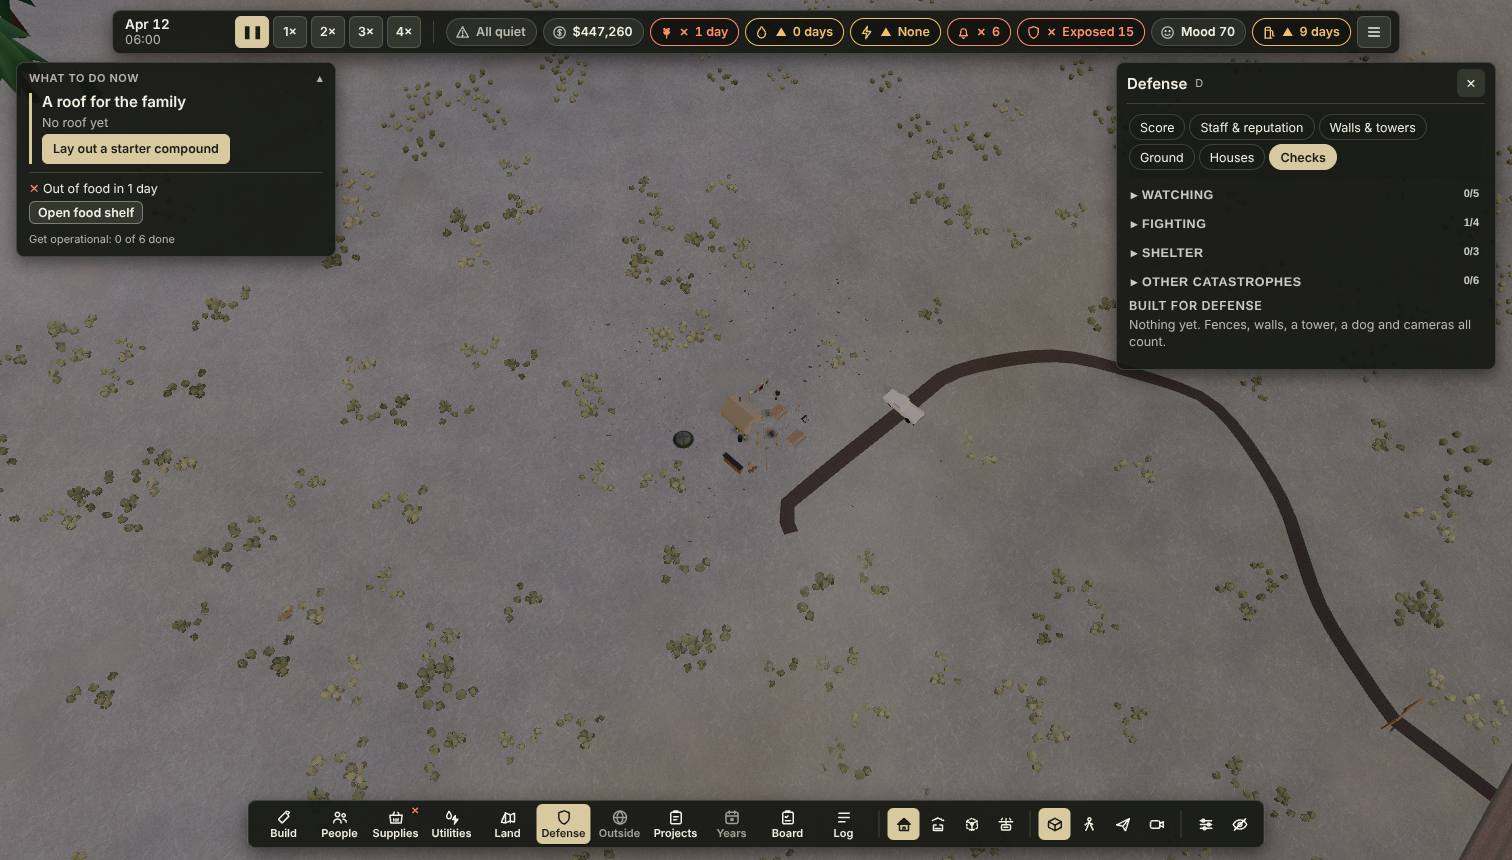 Apr 12
06:00
1×
2×
3×
4×
All quiet
$447,260
× 1 day
▲ 0 days
▲ None
× 6
× Exposed 15
Mood 70
▲ 9 days
WHAT TO DO NOW
A roof for the family
No roof yet
Lay out a starter compound
× Out of food in 1 day
Open food shelf
Get operational: 0 of 6 done
Defense D
Score
Staff & reputation
Walls & towers
Ground
Houses
Checks
WATCHING 0/5
FIGHTING 1/4
SHELTER 0/3
OTHER CATASTROPHES 0/6
BUILT FOR DEFENSE
Nothing yet. Fences, walls, a tower, a dog and cameras all
count.
Build
People
Supplies
Utilities
Land
Defense
Outside
Projects
Years
Board
Log